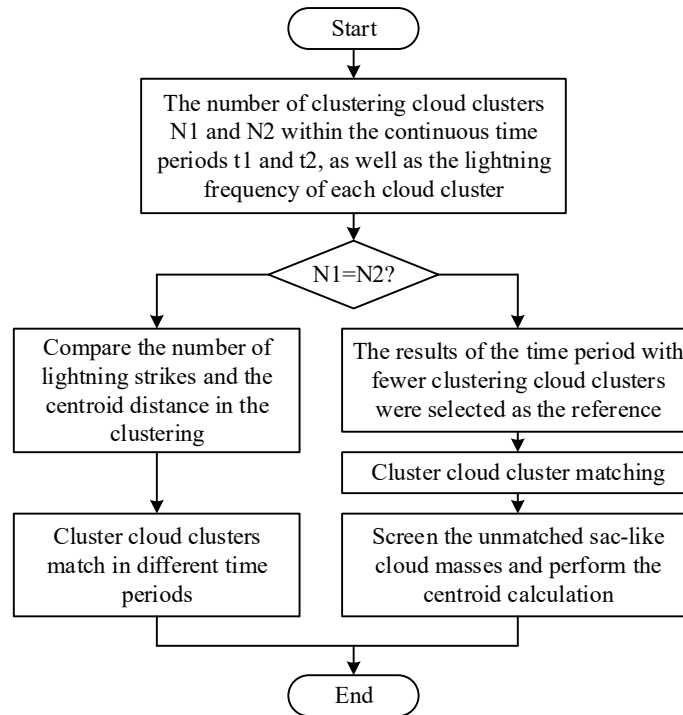 Start
The number of clustering cloud clusters
N1 and N2 within the continuous time
periods t1 and t2, as well as the lightning
frequency of each cloud cluster
N1=N2?
Compare the number of
lightning strikes and the
centroid distance in the
clustering
Cluster cloud clusters
match in different time
periods
The results of the time period with
fewer clustering cloud clusters
were selected as the reference
Cluster cloud cluster matching
Screen the unmatched sac-like
cloud masses and perform the
centroid calculation
End